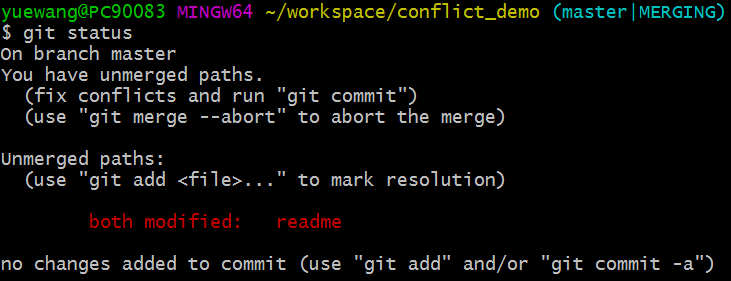 yuewang@PC90083 MINGW64 ~/workspace/conflict_demo (master|MERGING)
$ git status
On branch master
You have unmerged paths.
  (fix conflicts and run "git commit")
  (use "git merge --abort" to abort the merge)

Unmerged paths:
  (use "git add <file>..." to mark resolution)

        both modified:   readme

no changes added to commit (use "git add" and/or "git commit -a")